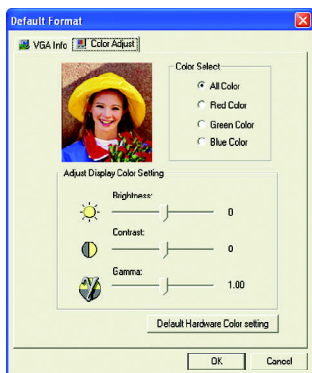 Default Format
VGA Info Color Adjust
Color Select
All Color
Red Color
Green Color
Blue Color
Adjust Display Color Setting
Brightness:
0
Contrast:
0
Gamma:
1.00
Default Hardware Color setting
OK Cancel